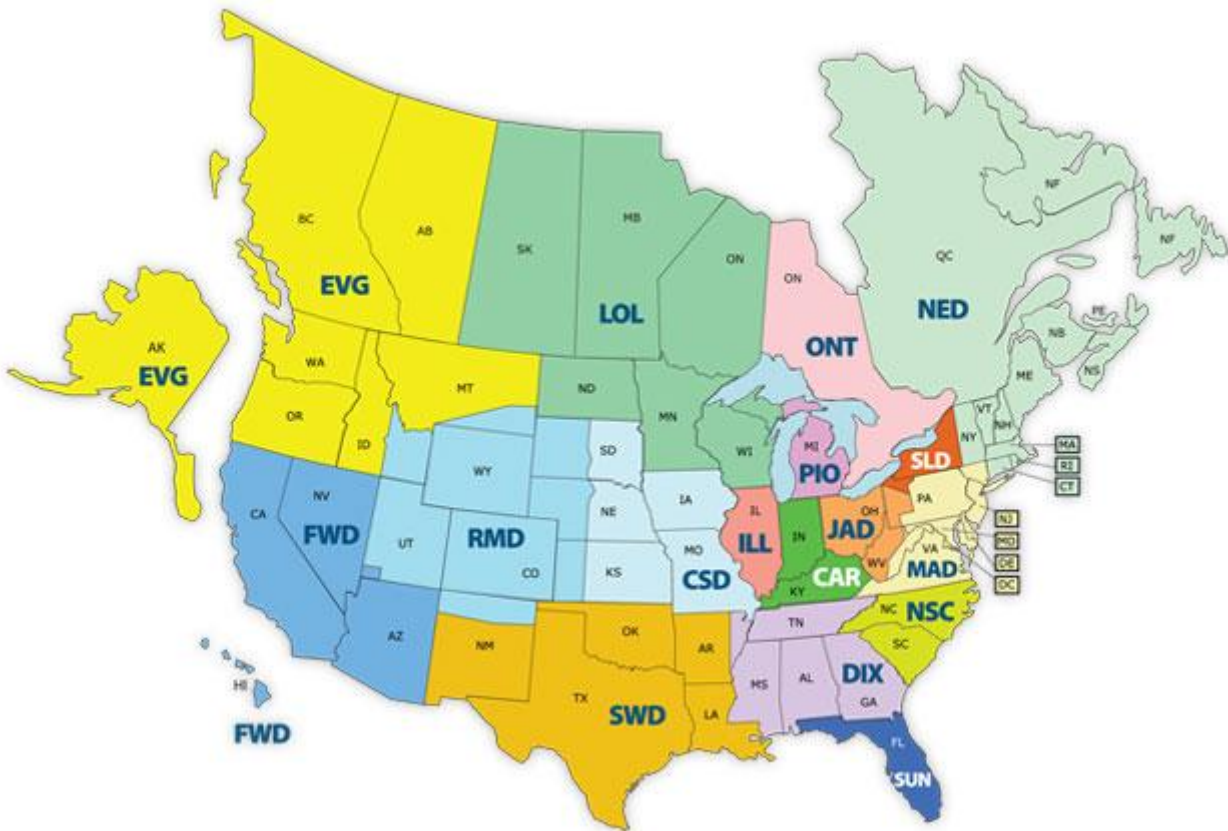 NF
BC
MB
AB
NF
SK
ON
QC
ON
EVG
NED
PE
LOL
NB
AK
ONT
EVG
WA
NS
ME
MT
ND
VT
OR
MN
NY
NH
ID
MI
MA
WI
SD
SLD
RI
WY
PIO
CT
IA
PA
NV
CA
NE
IL
OH
NJ
FWD
RMD
IN
JAD
MD
UT
ILL
VA
MO
WV
DE
CO
KS
CSD
CAR
MAD
DC
KY
NC
NSC
TN
AZ
OK
NM
AR
SC
HI
MS
AL
DIX
TX
GA
SWD
LA
FWD
FL
SUN